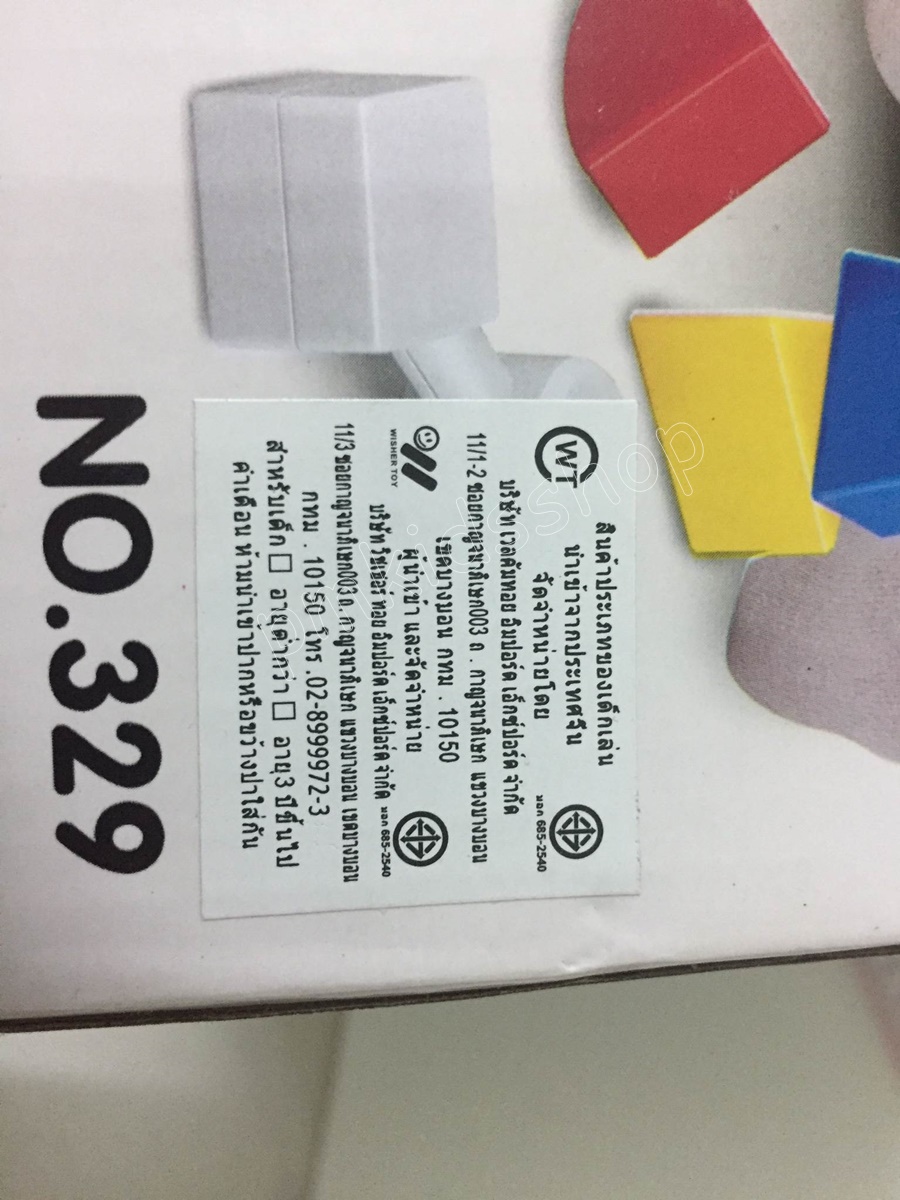 สินค้าประเภทของเด็กเล่น
นำเข้าจากประเทศจีน
จัดจำหน่ายโดย
WT
มอก 685-2540
บริษัท เวลดัมทอย อิมปอร์ต เอ็กซ์ปอร์ต จำกัด
11/1-2 ซอยกาญจนาภิเษก003 ถ. กาญจนาภิเษก แขวงบางบอน
เขตบางบอน กทม. 10150
ผู้นำเข้า และจัดจำหน่าย
WISHER TOY
มอก 685-2540
บริษัท วิชเชอร์ ทอย อิมปอร์ต เอ็กซ์ปอร์ต จำกัด
11/3 ซอยกาญจนาภิเษก003 ถ. กาญจนาภิเษก แขวงบางบอน เขตบางบอน
กทม. 10150 โทร.02-8999972-3
สำหรับเด็ก □ อายุต่ำกว่า □ อายุ3 ปีขึ้นไป
คำเตือน ห้ามนำเข้าปากหรือขว้างปาใส่กัน
NO.329